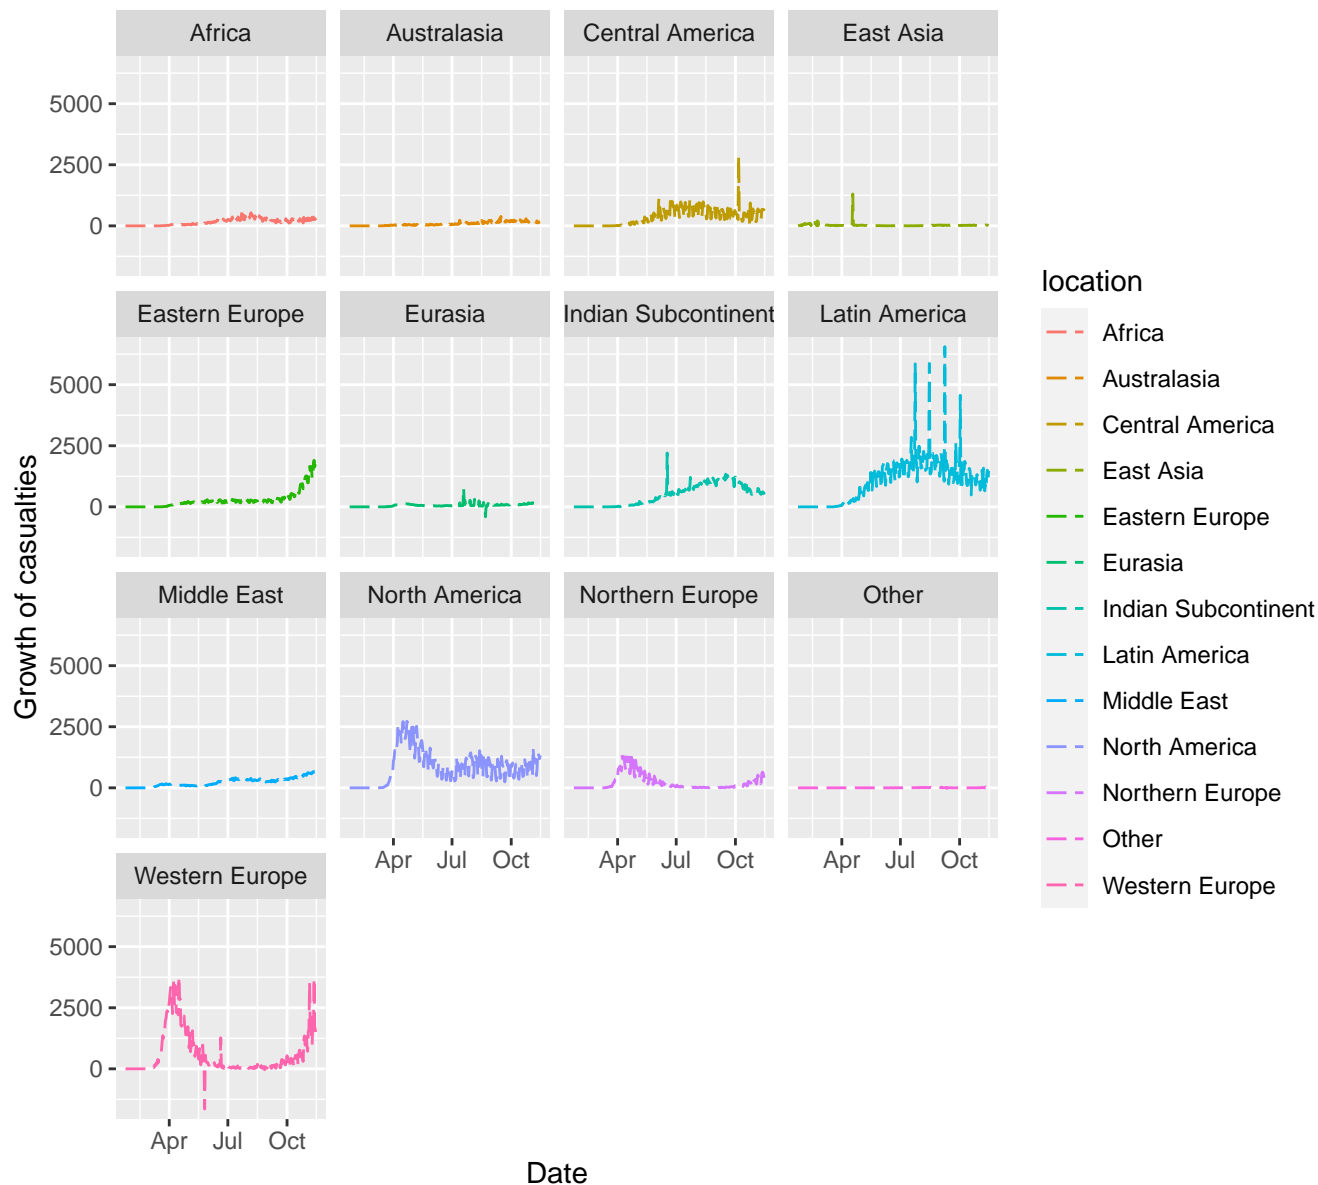 Africa
Australasia
Central America
East Asia
5000
2500
0
Eastern Europe
Eurasia
Indian Subcontinent
Latin America
5000
2500
0
Middle East
North America
Northern Europe
Other
5000
2500
0
Apr Jul Oct
Apr Jul Oct
Apr Jul Oct
Western Europe
5000
2500
0
Apr Jul Oct
Growth of casualties
Date
location
Africa
Australasia
Central America
East Asia
Eastern Europe
Eurasia
Indian Subcontinent
Latin America
Middle East
North America
Northern Europe
Other
Western Europe